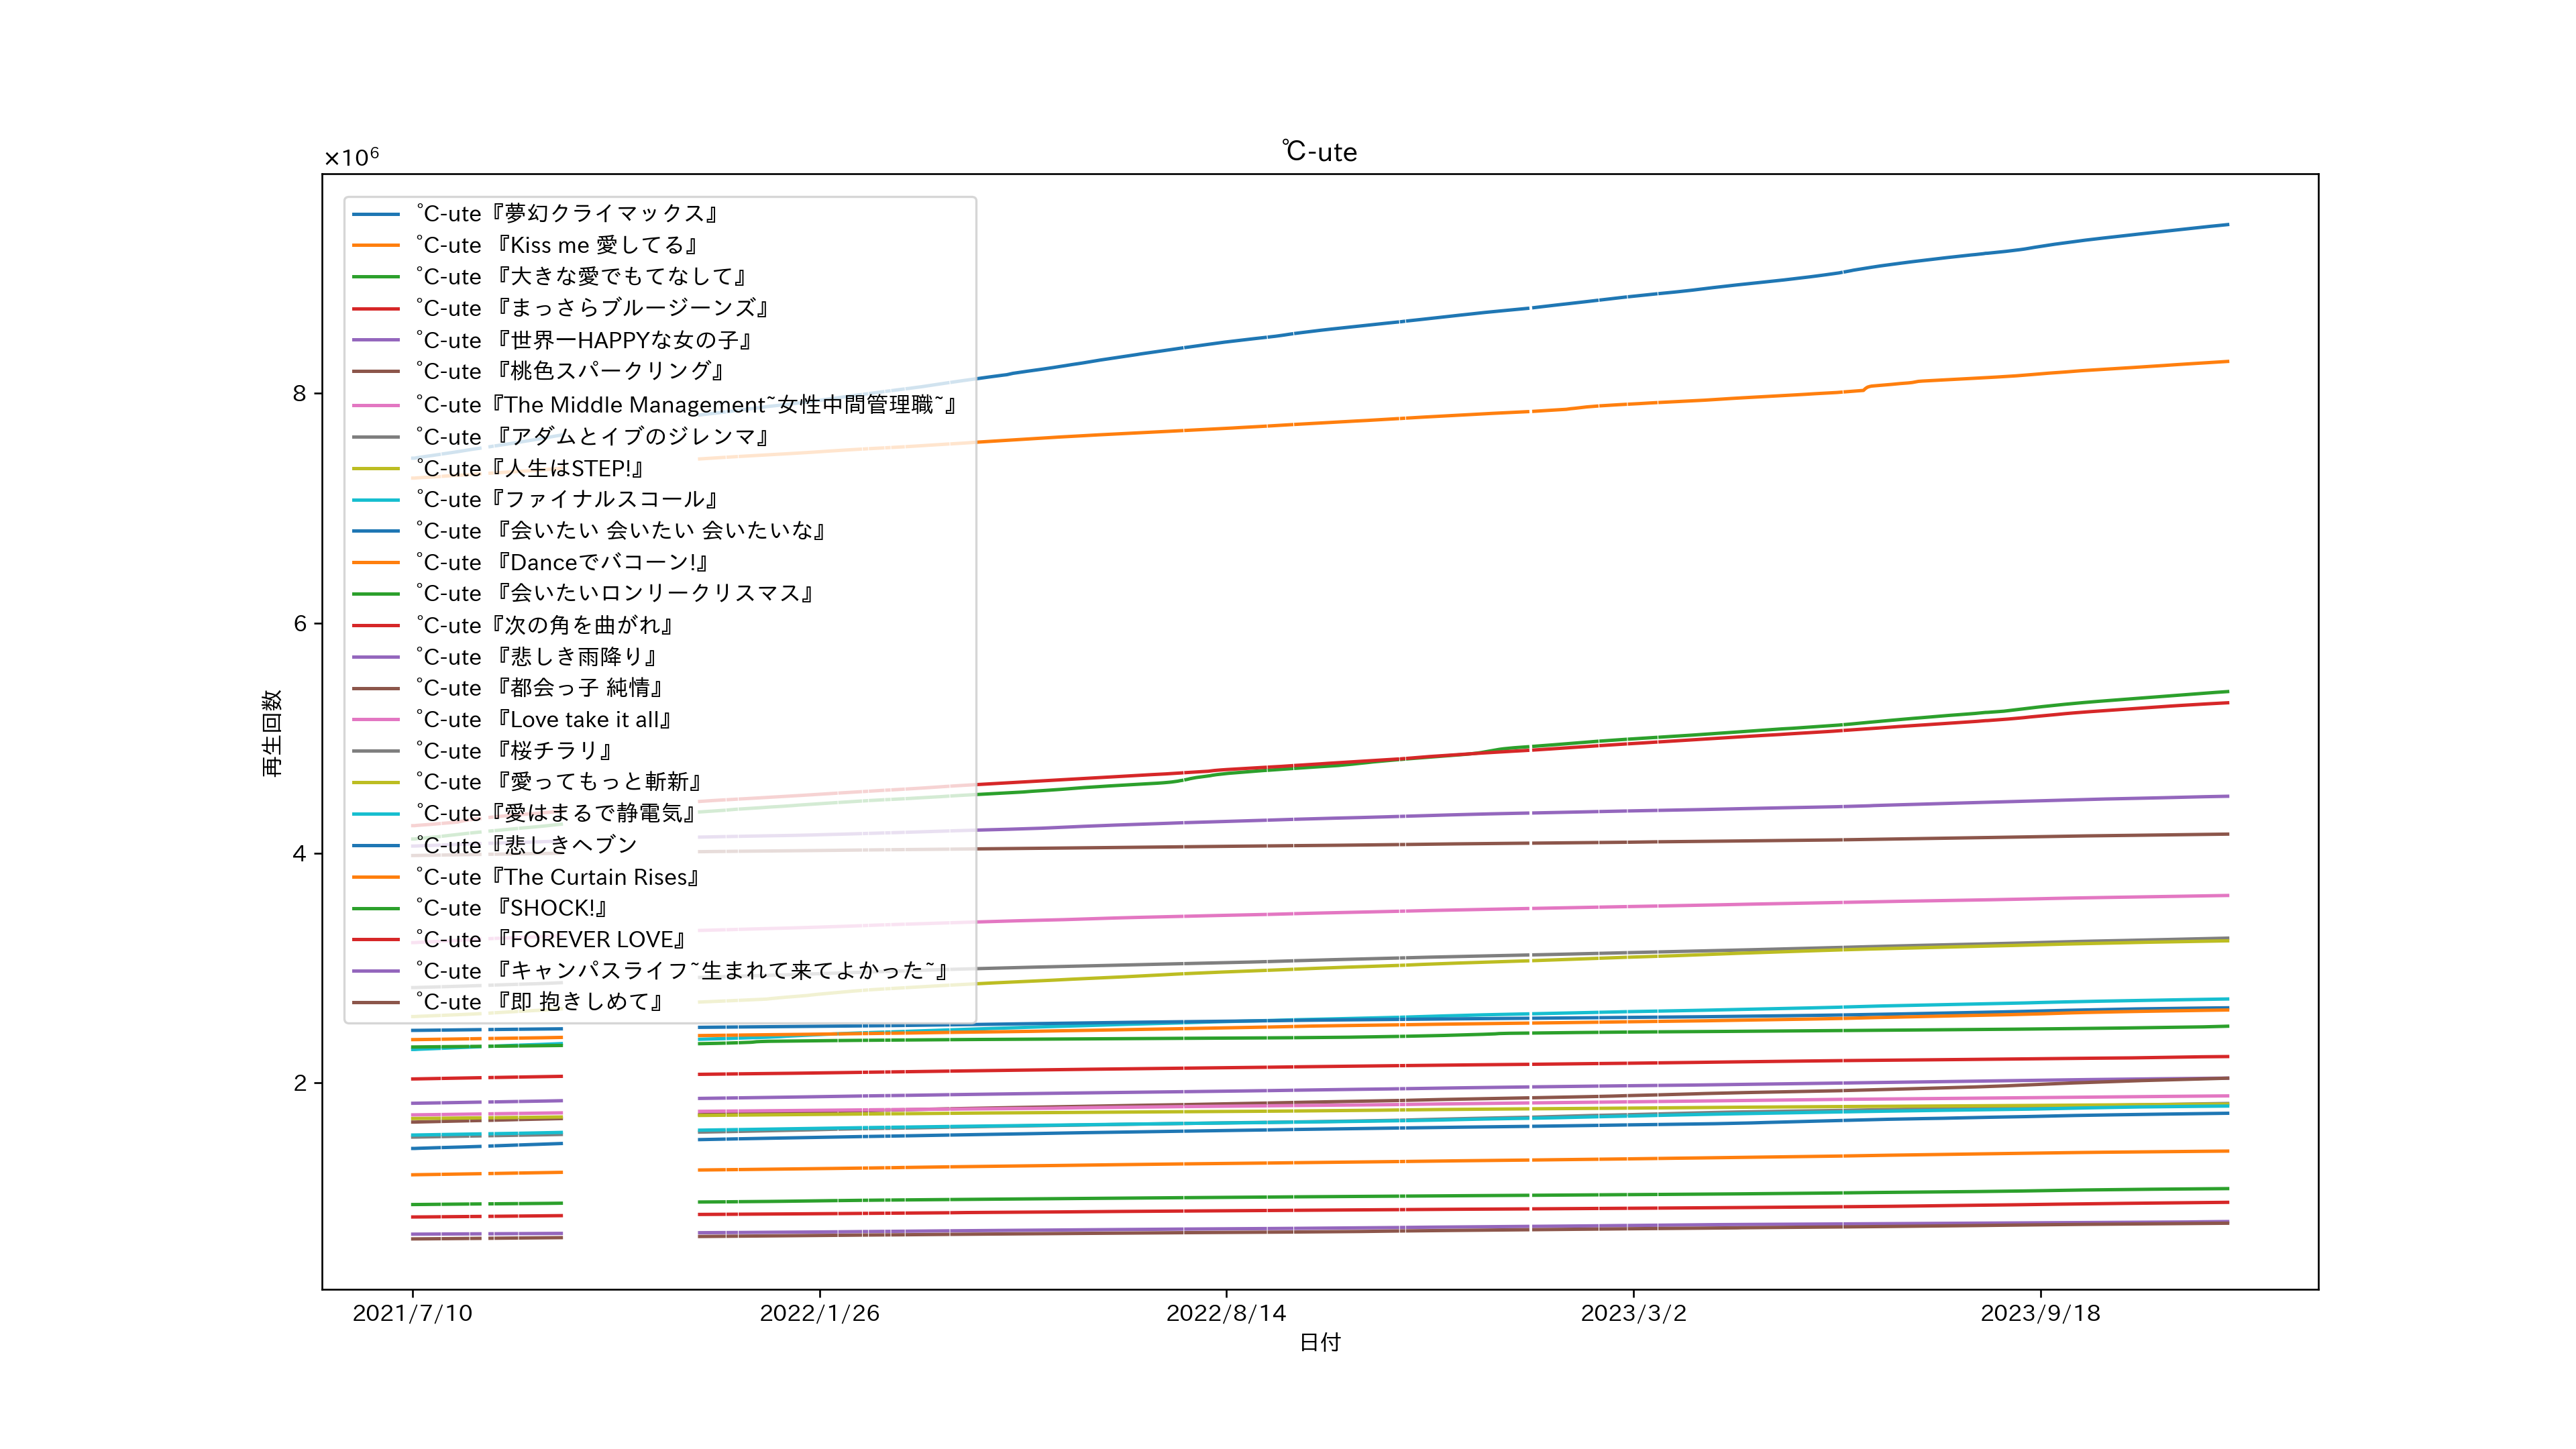 ℃-ute
×10⁶
℃-ute『夢幻クライマックス』
℃-ute 『Kiss me 愛してる』
℃-ute 『大きな愛でもてなして』
℃-ute 『まっさらブルージーンズ』
℃-ute 『世界一HAPPYな女の子』
℃-ute 『桃色スパークリング』
℃-ute『The Middle Management~女性中間管理職~』
℃-ute『アダムとイブのジレンマ』
℃-ute『人生はSTEP!』
℃-ute『ファイナルスコール』
℃-ute 『会いたい 会いたい 会いたいな』
℃-ute 『Danceでバコーン!』
℃-ute 『会いたいロンリークリスマス』
℃-ute『次の角を曲がれ』
℃-ute 『悲しき雨降り』
℃-ute 『都会っ子 純情』
℃-ute 『Love take it all』
℃-ute 『桜チラリ』
℃-ute 『愛ってもっと斬新』
℃-ute『愛はまるで静電気』
℃-ute『悲しきヘブン
℃-ute『The Curtain Rises』
℃-ute 『SHOCK!』
℃-ute 『FOREVER LOVE』
℃-ute 『キャンパスライフ~生まれて来てよかった~』
℃-ute 『即 抱きしめて』
8
6
4
2
再生回数
2021/7/10
2022/1/26
2022/8/14
2023/3/2
2023/9/18
日付